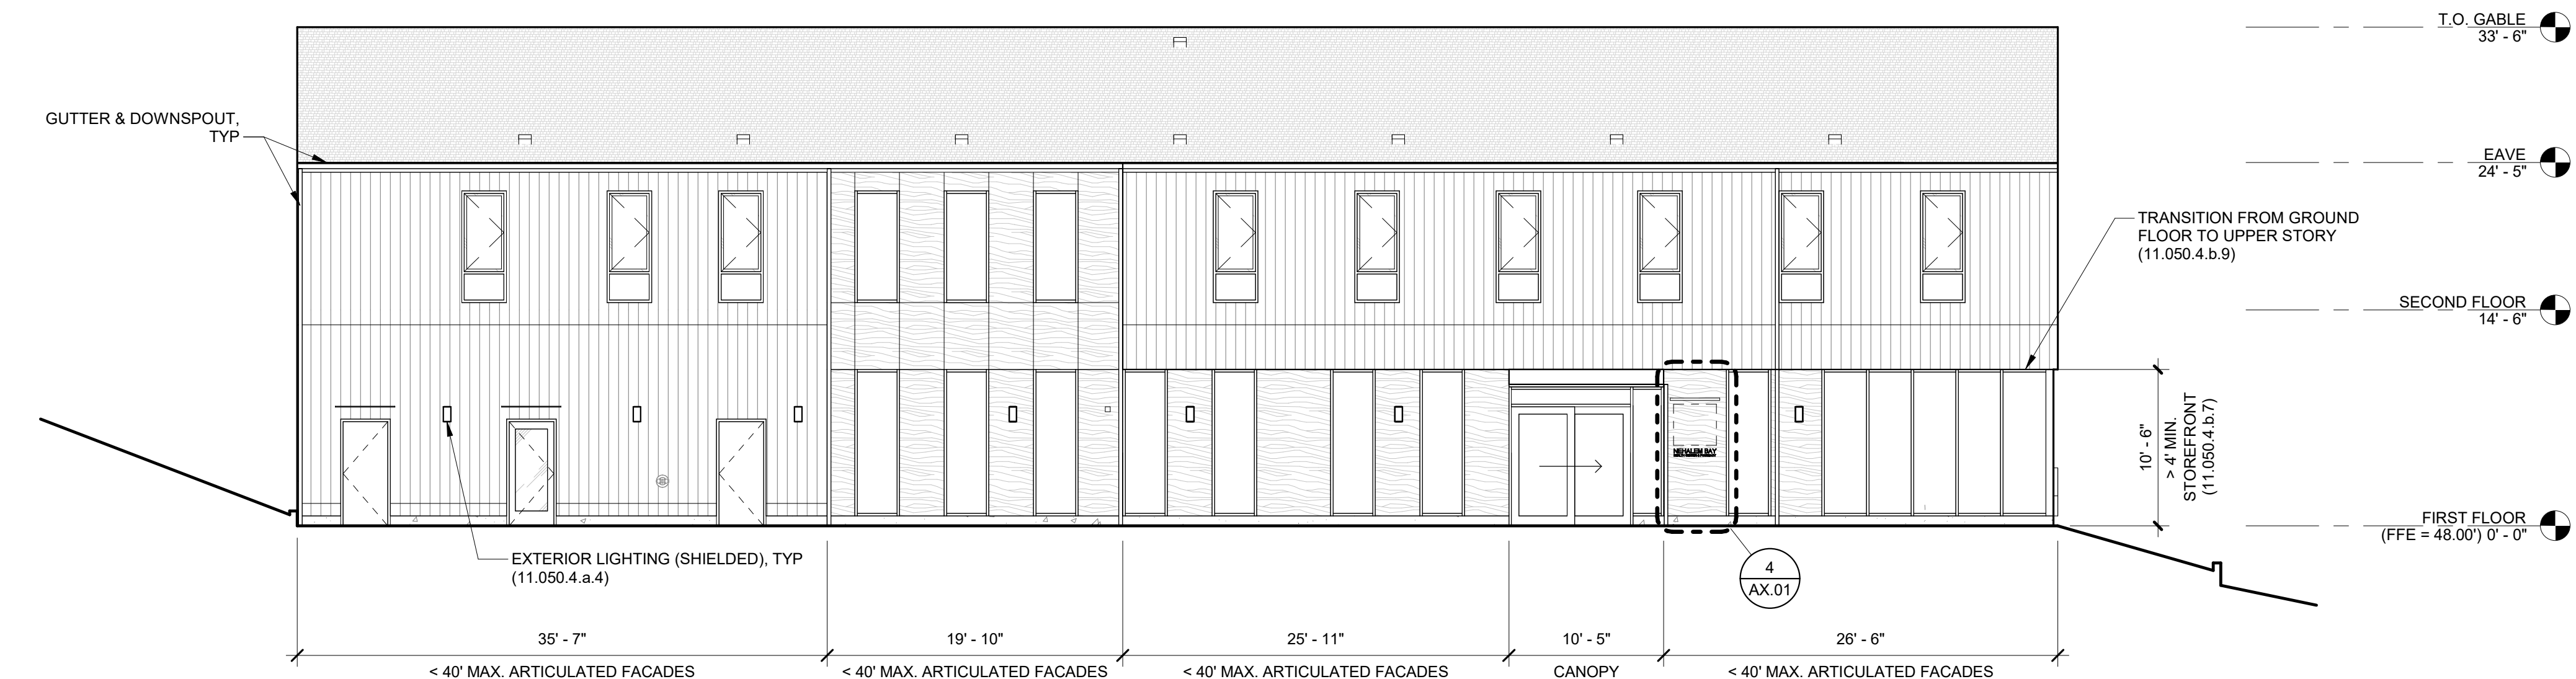 T.O. GABLE
33' - 6"
GUTTER & DOWNSPOUT,
TYP
EAVE
24' - 5"
TRANSITION FROM GROUND
FLOOR TO UPPER STORY
(11.050.4.b.9)
SECOND FLOOR
14' - 6"
10' - 6"
> 4' MIN.
STOREFRONT
(11.050.4.b.7)
NEHALEM BAY
FIRST FLOOR
(FFE = 48.00') 0' - 0"
EXTERIOR LIGHTING (SHIELDED), TYP
(11.050.4.a.4)
4
AX.01
35' - 7"
19' - 10"
25' - 11"
10' - 5"
26' - 6"
< 40' MAX. ARTICULATED FACADES
< 40' MAX. ARTICULATED FACADES
< 40' MAX. ARTICULATED FACADES
CANOPY
< 40' MAX. ARTICULATED FACADES